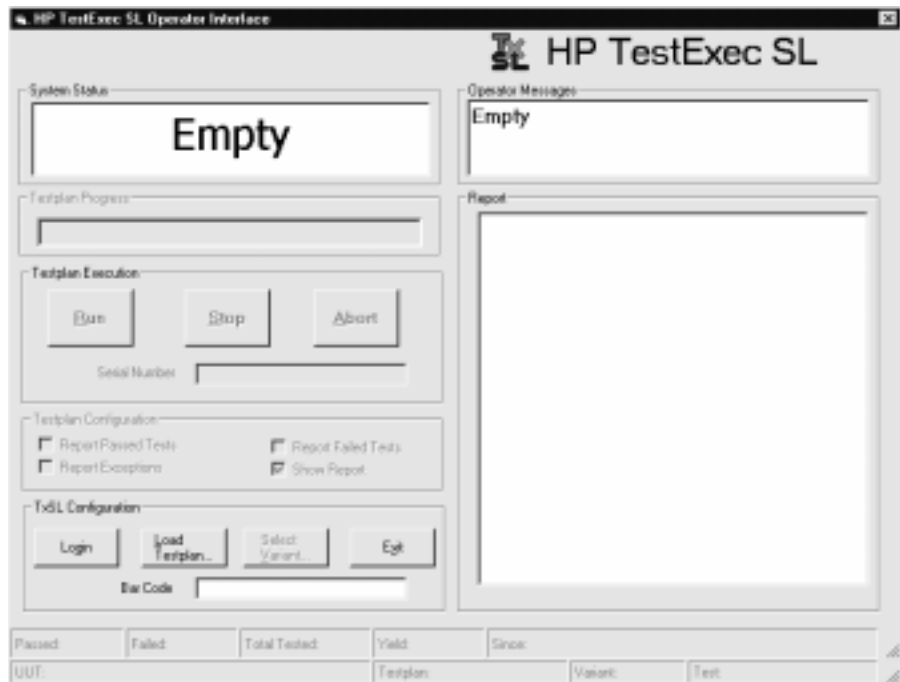 HP TestExec SL Operator Interface
TxSL HP TestExec SL
System Status
Empty
Operator Messages
Empty
Testplan Progress
Report
Testplan Execution
Run Stop Abort
Serial Number
Testplan Configuration
Report Passed Tests Report Failed Tests
Report Exceptions Show Report
TxSL Configuration
Login Load Testplan... Select Variant... Exit
Bar Code
Passed: Failed: Total Tested: Yield: Since:
UUT: Testplan: Variant: Test: